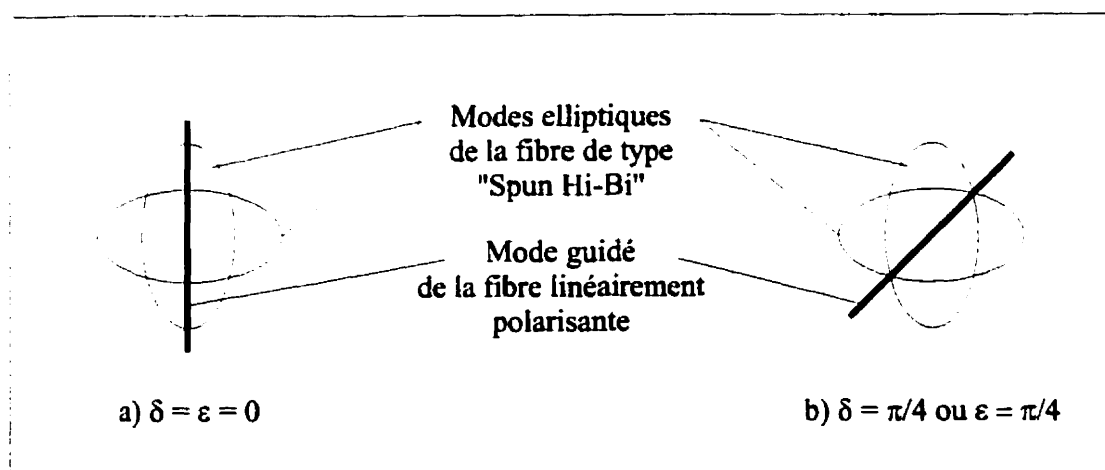 Modes elliptiques
de la fibre de type
"Spun Hi-Bi"
Mode guidé
de la fibre linéairement
polarisante
a) δ = ε = 0
b) δ = π/4 ou ε = π/4